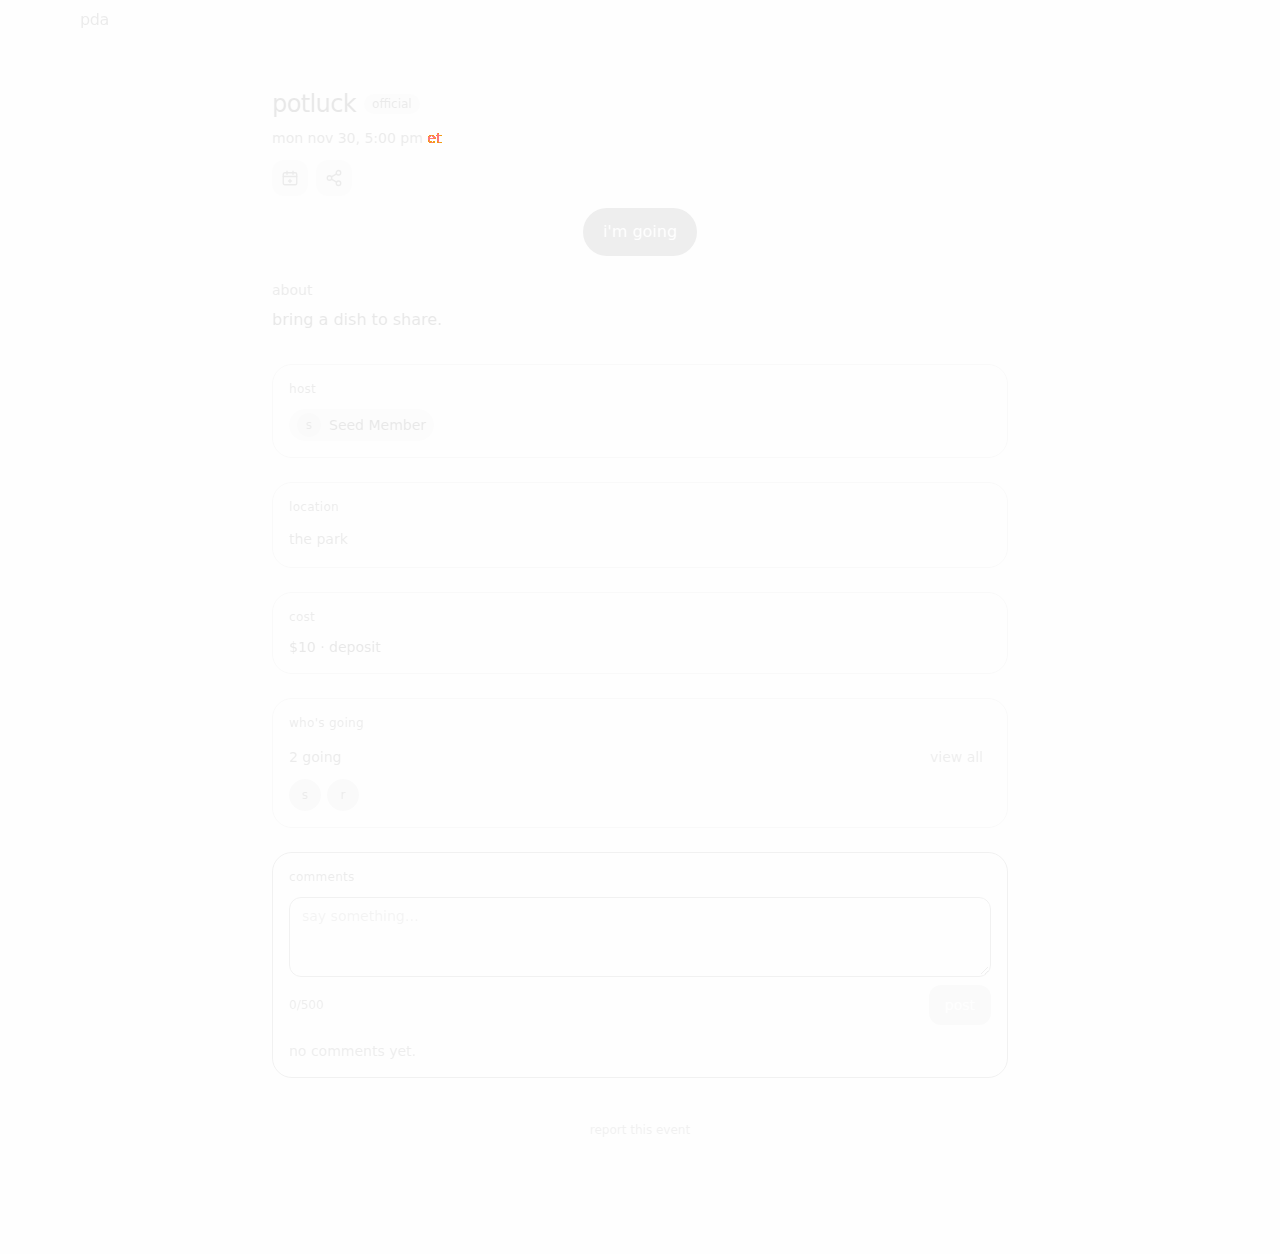 pda
potluck official
mon nov 30, 5:00 pm et
i'm going
about
bring a dish to share.
host
s Seed Member
location
the park
cost
$10 · deposit
who's going
2 going view all
s r
comments
say something…
0/500 post
no comments yet.
report this event